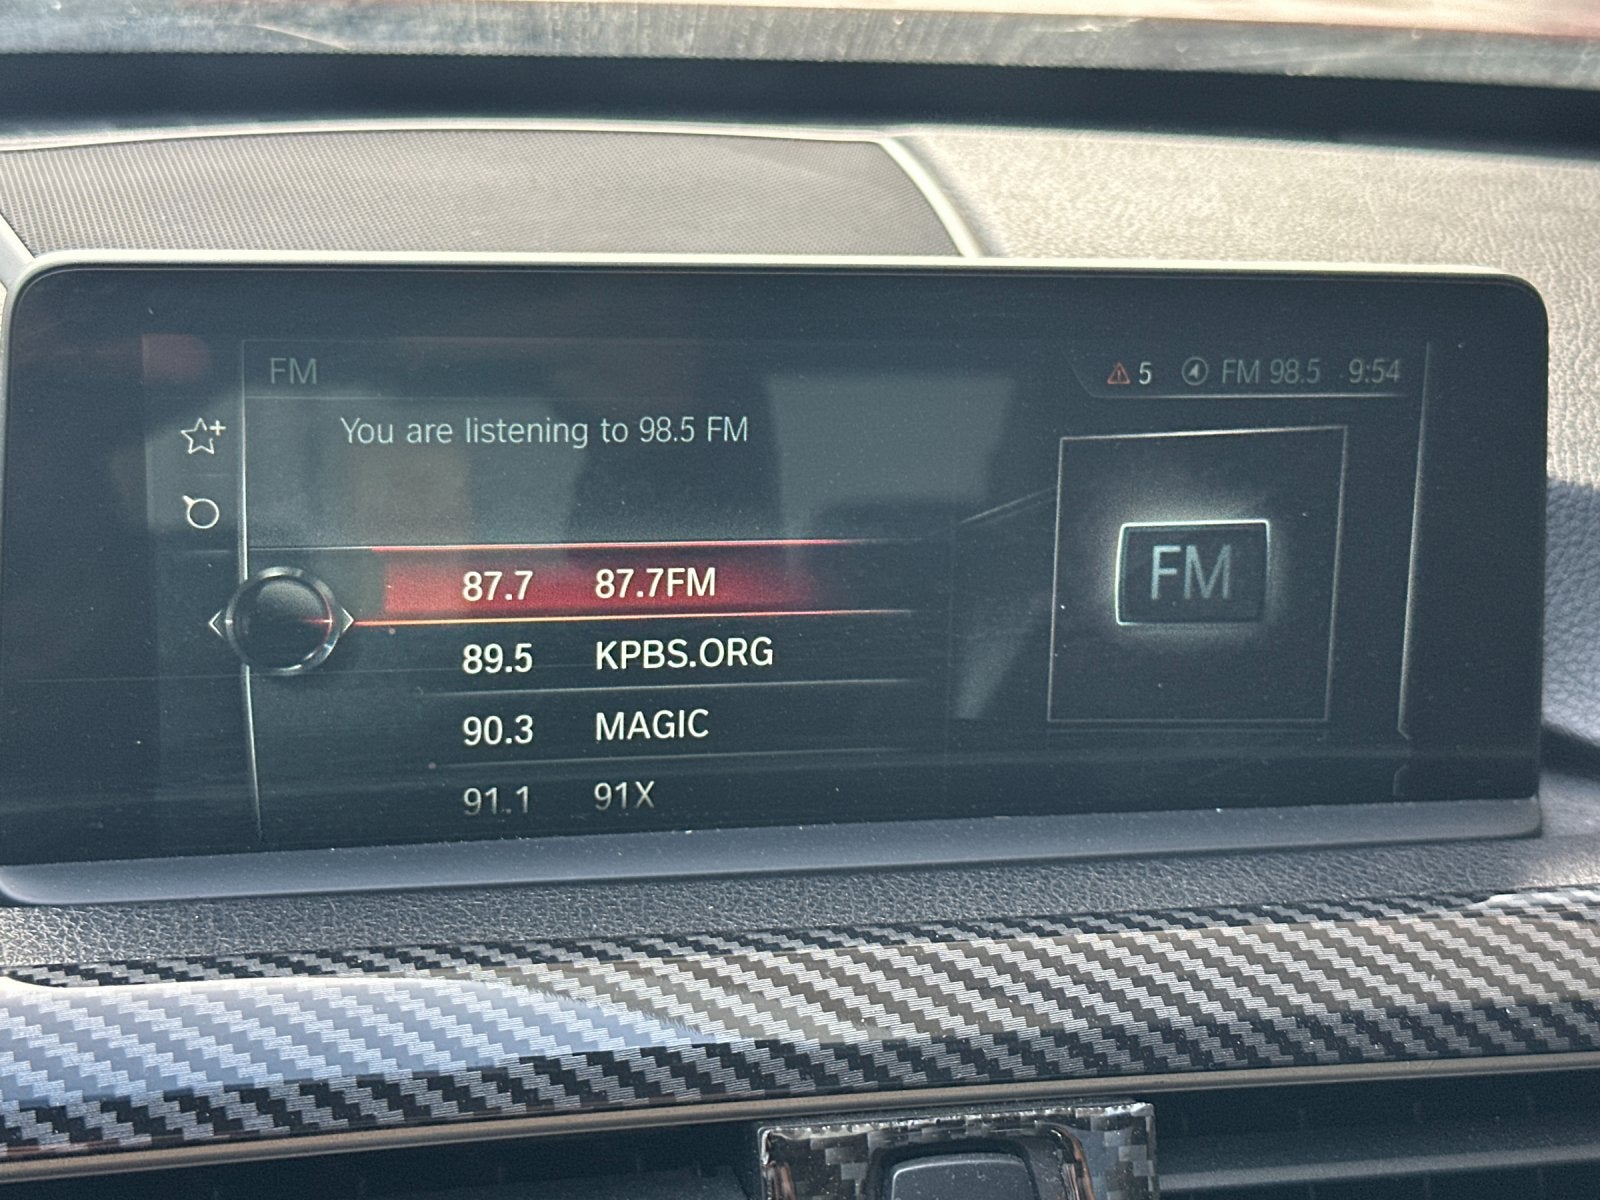 FM
5 FM 98.5 9:54
You are listening to 98.5 FM
FM
87.7 87.7FM
89.5 KPBS.ORG
90.3 MAGIC
91.1 91X